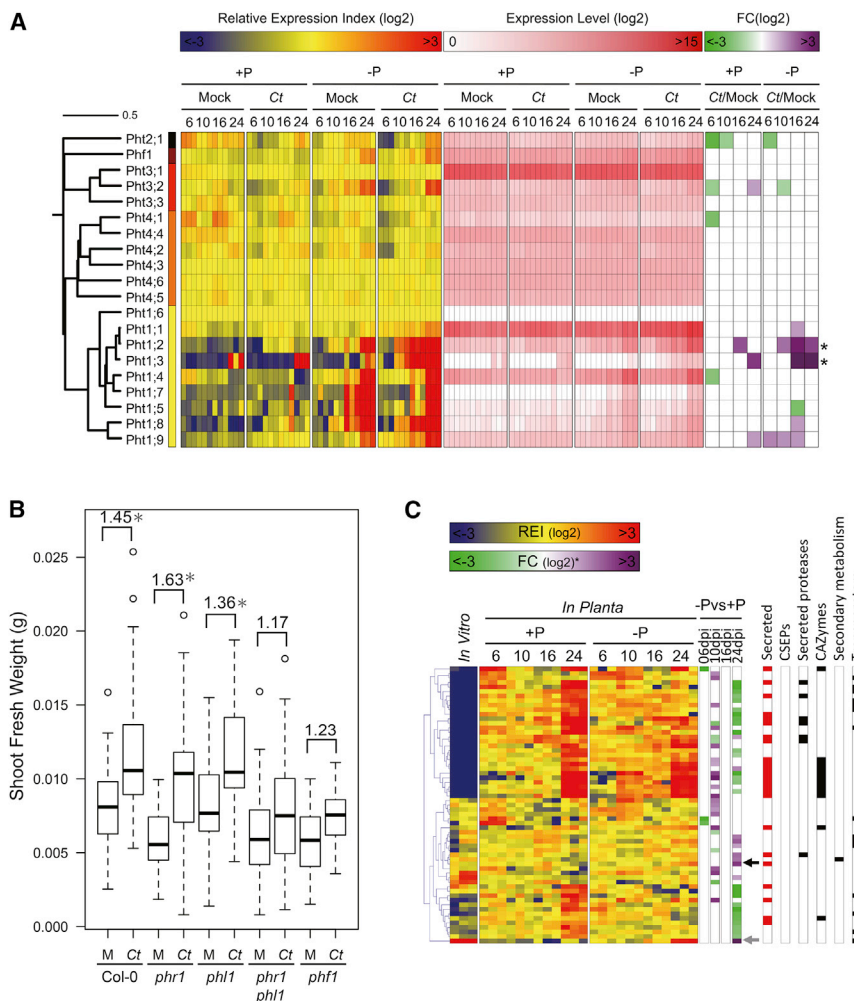 A
Relative Expression Index (log2) Expression Level (log2) FC(log2)
<-3 >3 0 >15 <-3 >3
+P -P +P -P +P -P
Mock Ct Mock Ct Mock Ct Mock Ct Ct/Mock Ct/Mock
0.5
6 10 16 24 6 10 16 24 6 10 16 24 6 10 16 24 6 10 16 24 6 10 16 24 6 10 16 24 6 10 16 24 6 10 16 24 6 10 16 24
Pht2;1
Phf1
Pht3;1
Pht3;2
Pht3;3
Pht4;1
Pht4;4
Pht4;2
Pht4;3
Pht4;6
Pht4;5
Pht1;6
Pht1;1
Pht1;2 *
Pht1;3 *
Pht1;4
Pht1;7
Pht1;5
Pht1;8
Pht1;9
B
Shoot Fresh Weight (g)
0.025
0.020
0.015
0.010
0.005
0.000
1.45*
1.63*
1.36*
1.17
1.23
M Ct M Ct M Ct M Ct M Ct
Col-0 phr1 phl1 phr1 phf1
phl1
C
<-3 REI (log2) >3
<-3 FC (log2)* >3
In Vitro
In Planta
+P -P
6 10 16 24 6 10 16 24
-Pvs+P
06dpi
10dpi
16dpi
24dpi
Secreted
CSEPs
Secreted proteases
CAZymes
Secondary metabolism